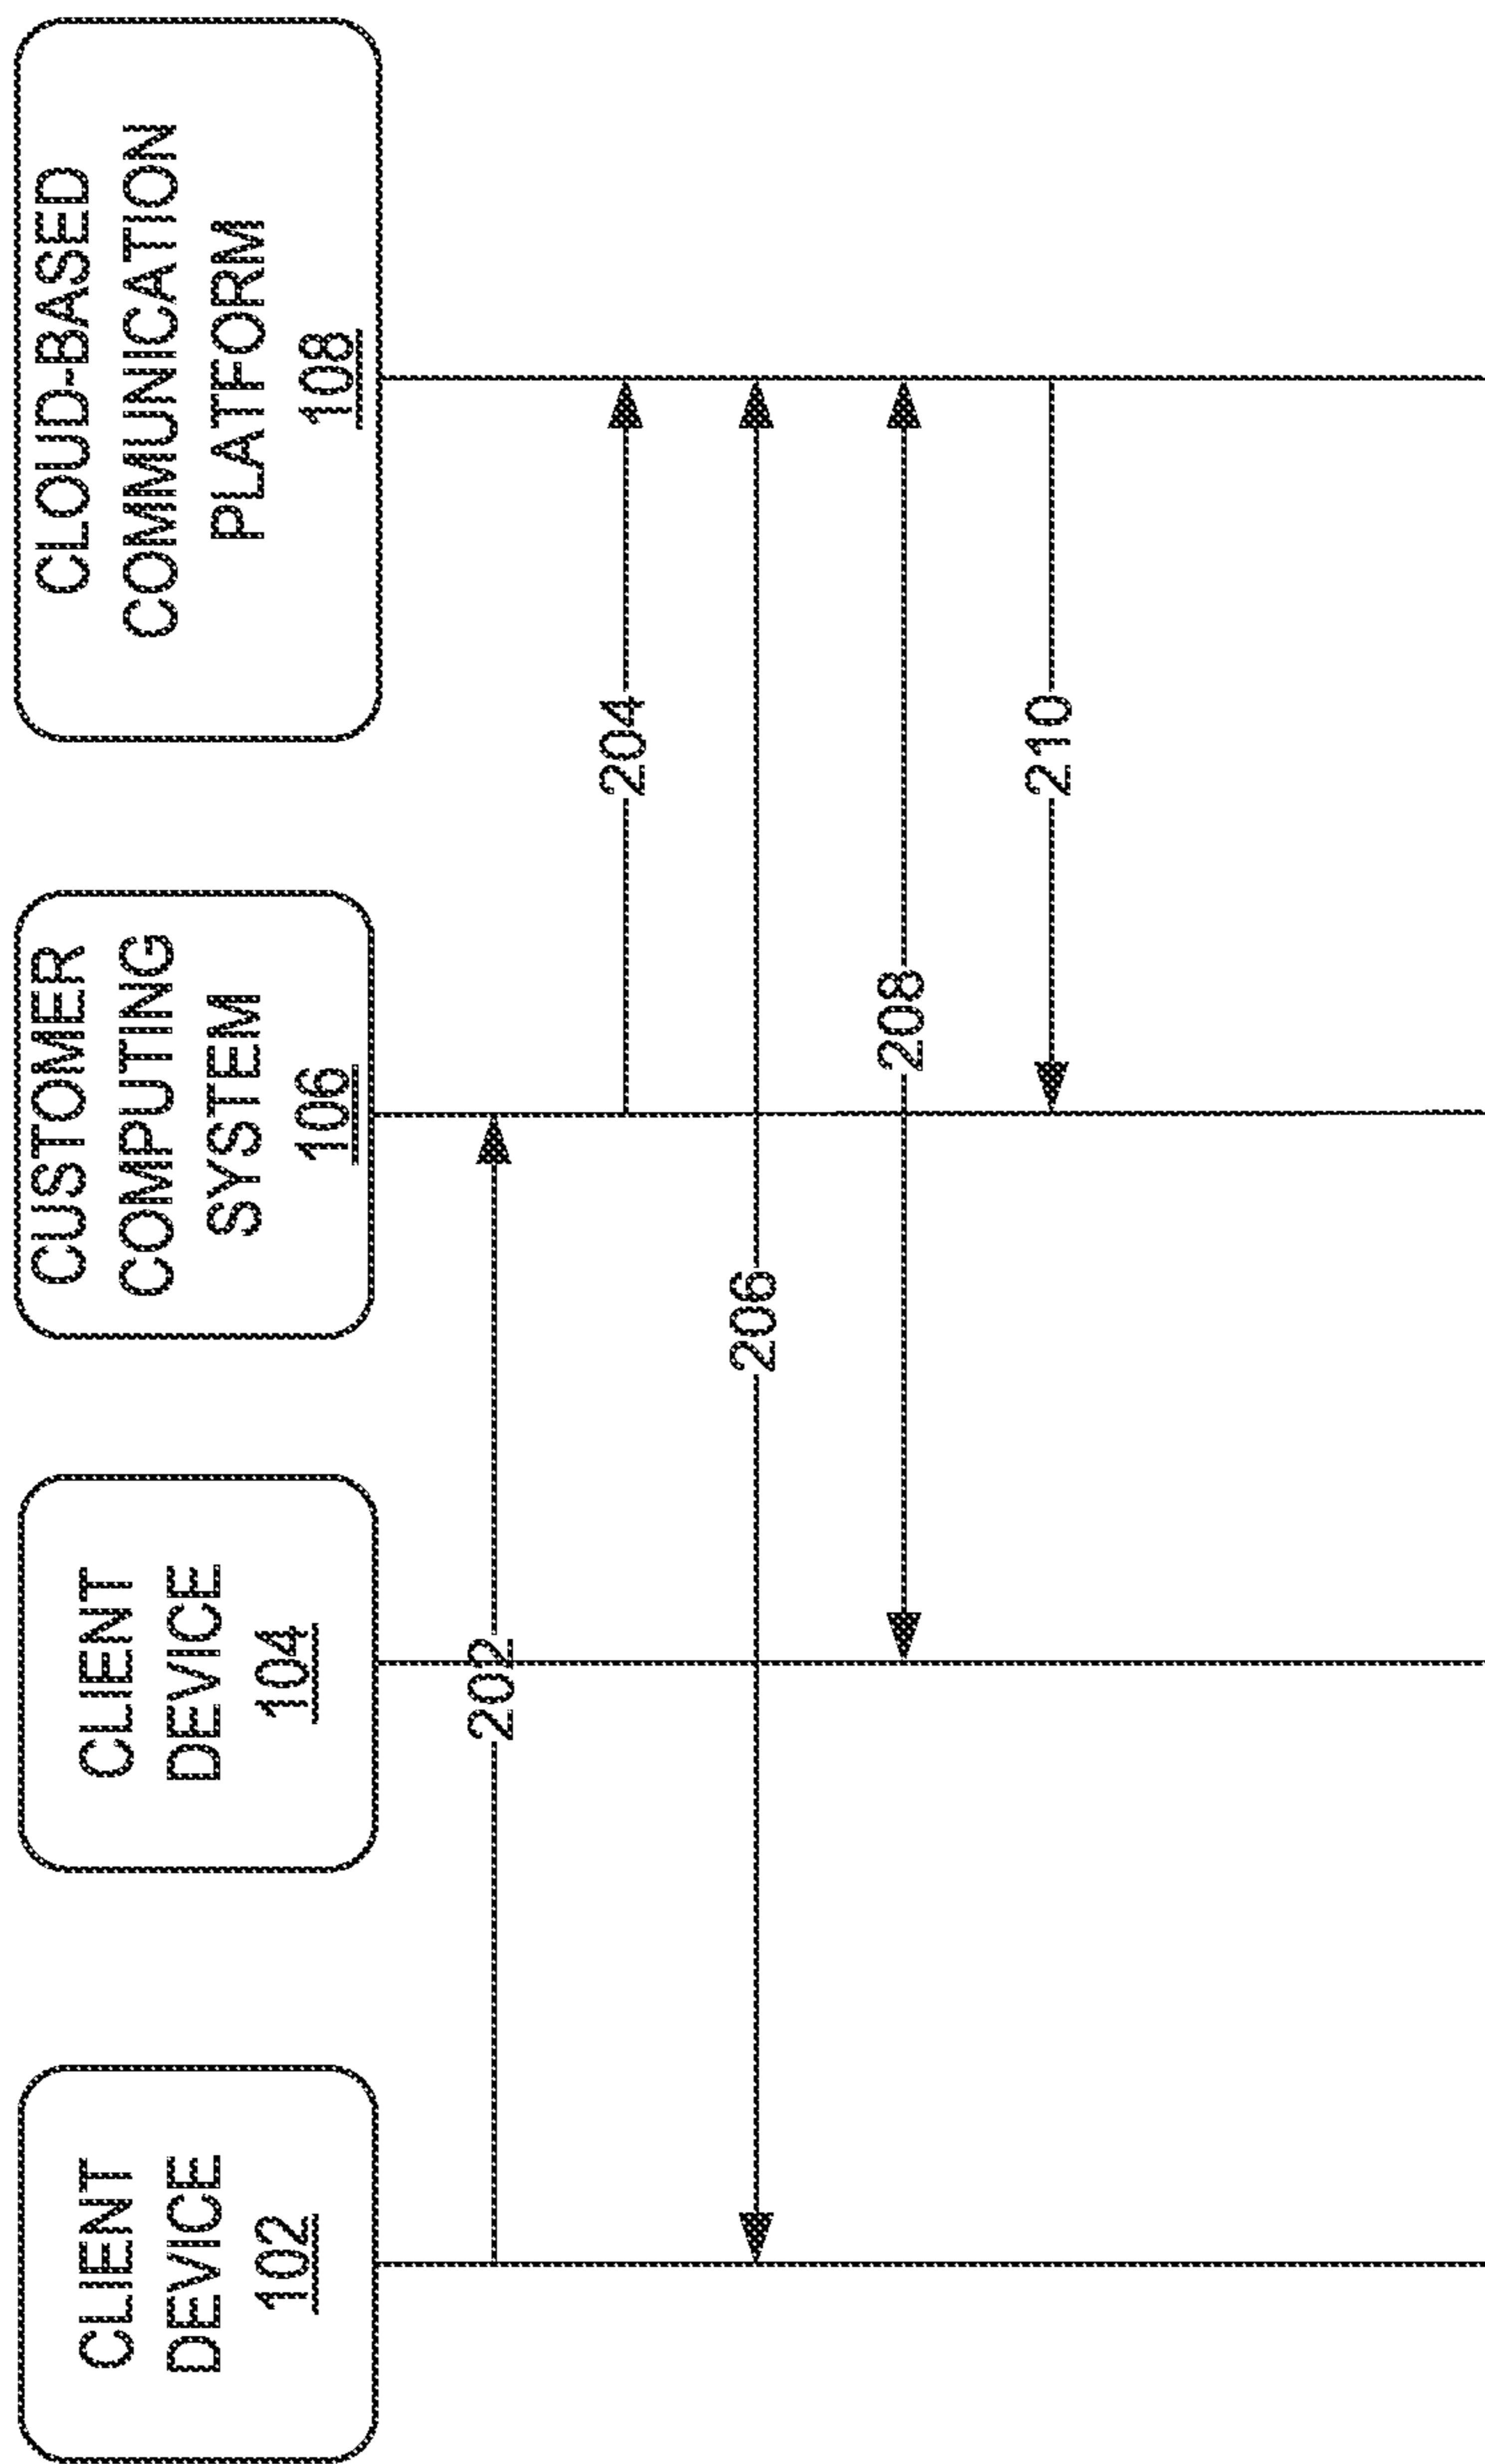 CLIENT
DEVICE
102
CLIENT
DEVICE
104
CUSTOMER
COMPUTING
SYSTEM
106
CLOUD-BASED
COMMUNICATION
PLATFORM
108
202
204
206
208
210